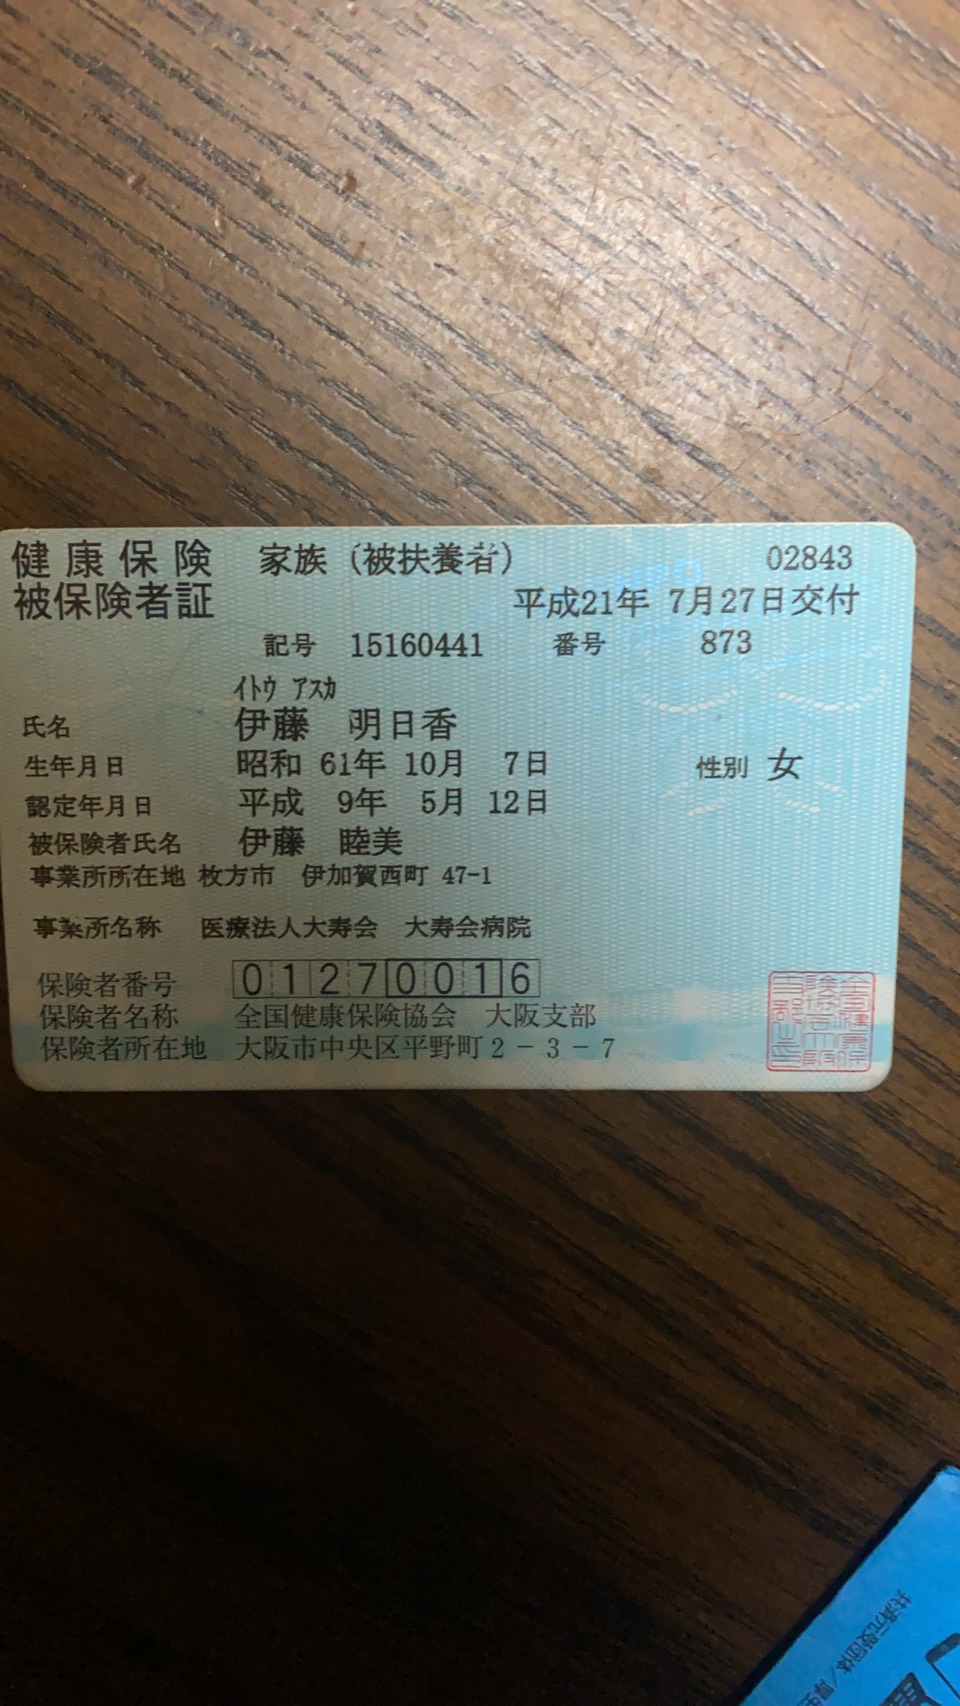 健康保険 家族(被扶養者) 02843
被保険者証 平成21年 7月27日交付
記号 15160441 番号 873
イトウ アスカ
氏名 伊藤 明日香
生年月日 昭和 61年 10月 7日 性別 女
認定年月日 平成 9年 5月 12日
被保険者氏名 伊藤 睦美
事業所所在地 枚方市 伊加賀西町 47-1
事業所名称 医療法人大寿会 大寿会病院
保険者番号 01270016
保険者名称 全国健康保険協会 大阪支部
保険者所在地 大阪市中央区平野町2-3-7